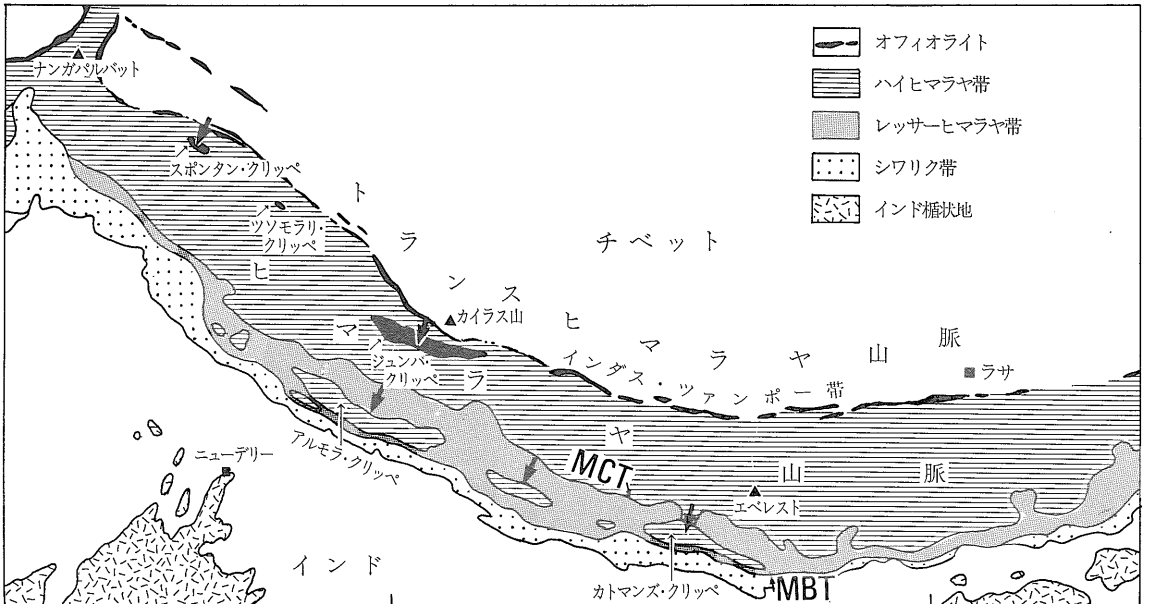 オフィオライト
ハイヒマラヤ帯
レッサーヒマラヤ帯
シワリク帯
インド楯状地
ナンガパルバット
スポンタン・クリッペ
ツソモラリ・
クリッペ
トランスヒマラヤ山脈
チベット
カイラス山
ジュンバ・
クリッペ
インダス・ツァンポー帯
ラサ
ヒマラヤ山脈
アルモラ・クリッペ
ニューデリー
MCT
エベレスト
インド
カトマンズ・クリッペ
MBT